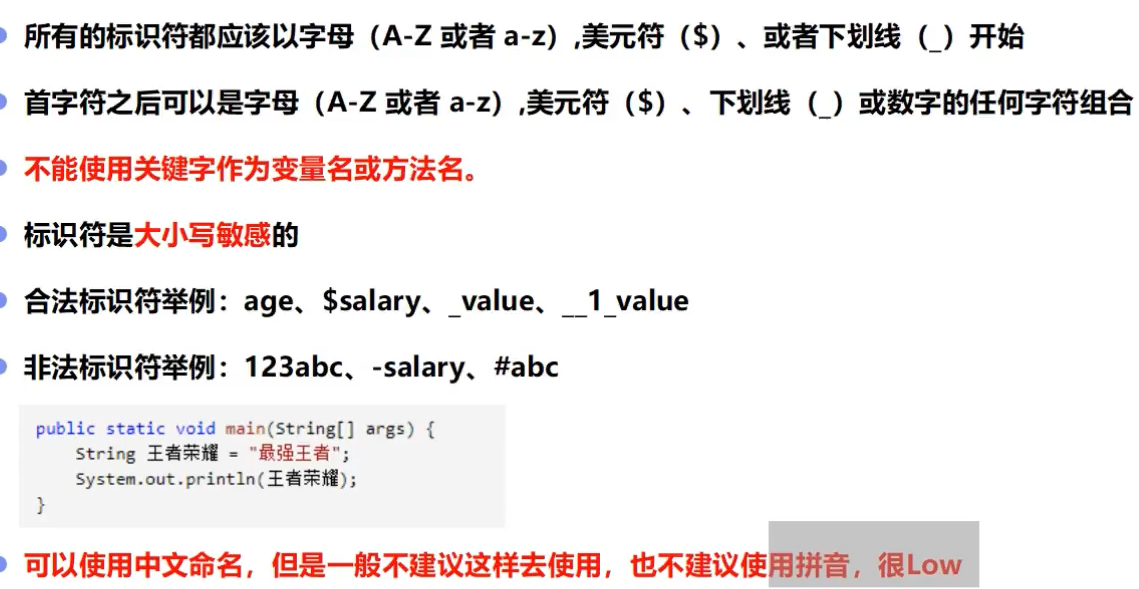 所有的标识符都应该以字母（A-Z 或者 a-z）,美元符（$）、或者下划线（_）开始
首字符之后可以是字母（A-Z 或者 a-z）,美元符（$）、下划线（_）或数字的任何字符组合
不能使用关键字作为变量名或方法名。
标识符是大小写敏感的
合法标识符举例：age、$salary、_value、__1_value
非法标识符举例：123abc、-salary、#abc
public static void main(String[] args) {
    String 王者荣耀 = "最强王者";
    System.out.println(王者荣耀);
}
可以使用中文命名，但是一般不建议这样去使用，也不建议使用拼音，很Low